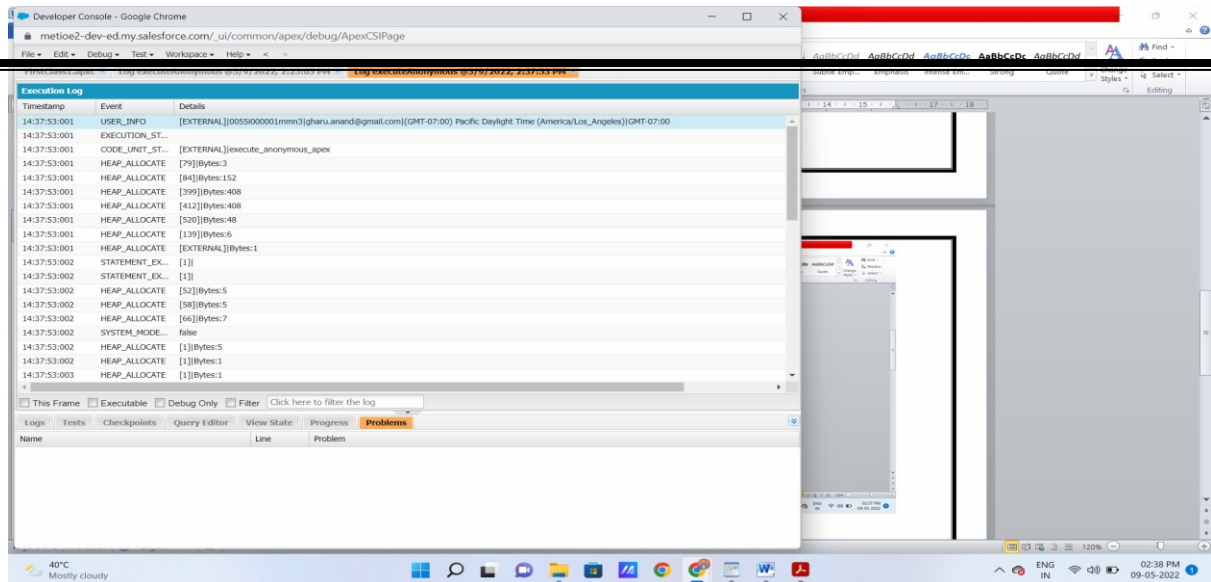 Developer Console - Google Chrome
metioe2-dev-ed.my.salesforce.com/_ui/common/apex/debug/ApexCSIPage
File Edit Debug Test Workspace Help < >
Log executeAnonymous @5/9/2022, 2:37:53 PM
Execution Log
Timestamp Event Details
14:37:53:001 USER_INFO [EXTERNAL]|0055i000001mmn3|gharu.anand@gmail.com|(GMT-07:00) Pacific Daylight Time (America/Los_Angeles)|GMT-07:00
14:37:53:001 EXECUTION_ST...
14:37:53:001 CODE_UNIT_ST... [EXTERNAL]|execute_anonymous_apex
14:37:53:001 HEAP_ALLOCATE [79]|Bytes:3
14:37:53:001 HEAP_ALLOCATE [84]|Bytes:152
14:37:53:001 HEAP_ALLOCATE [399]|Bytes:408
14:37:53:001 HEAP_ALLOCATE [412]|Bytes:408
14:37:53:001 HEAP_ALLOCATE [520]|Bytes:48
14:37:53:001 HEAP_ALLOCATE [139]|Bytes:6
14:37:53:001 HEAP_ALLOCATE [EXTERNAL]|Bytes:1
14:37:53:002 STATEMENT_EX... [1]|
14:37:53:002 STATEMENT_EX... [1]|
14:37:53:002 HEAP_ALLOCATE [52]|Bytes:5
14:37:53:002 HEAP_ALLOCATE [58]|Bytes:5
14:37:53:002 HEAP_ALLOCATE [66]|Bytes:7
14:37:53:002 SYSTEM_MODE... false
14:37:53:002 HEAP_ALLOCATE [1]|Bytes:5
14:37:53:002 HEAP_ALLOCATE [1]|Bytes:1
14:37:53:003 HEAP_ALLOCATE [1]|Bytes:1
This Frame Executable Debug Only Filter Click here to filter the log
Logs Tests Checkpoints Query Editor View State Progress Problems
Name Line Problem
AaBbCcDd AaBbCcDd AaBbCcDc AaBbCcDc AaBbCcDd Find
Subtle Emp... Emphasis Intense Em... Strong Quote Change Styles Select
Editing
14 15 17 18
120%
40°C
Mostly cloudy
ENG
IN
02:38 PM
09-05-2022